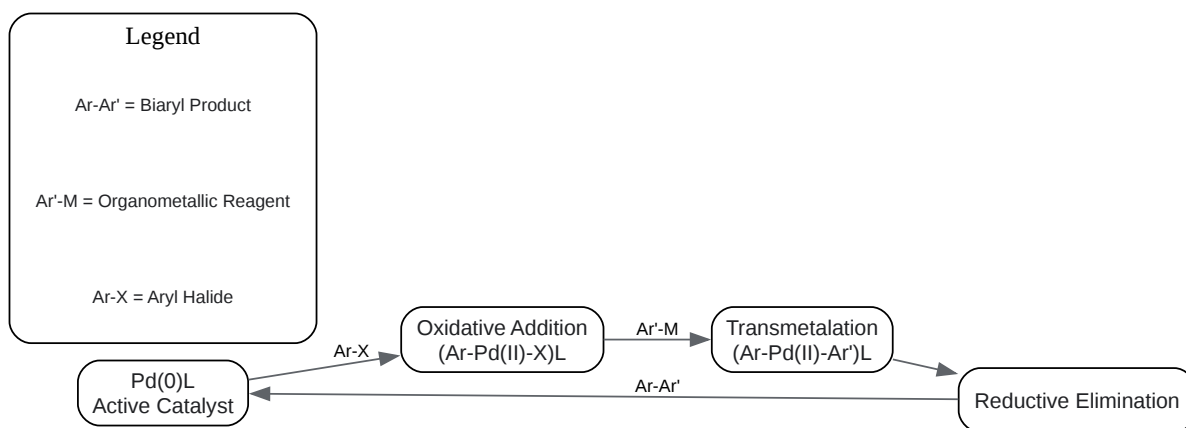 Legend
Ar-Ar' = Biaryl Product
Ar'-M = Organometallic Reagent
Ar-X = Aryl Halide
Pd(0)L
Active Catalyst
Ar-X
Oxidative Addition
(Ar-Pd(II)-X)L
Ar'-M
Transmetalation
(Ar-Pd(II)-Ar')L
Ar-Ar'
Reductive Elimination